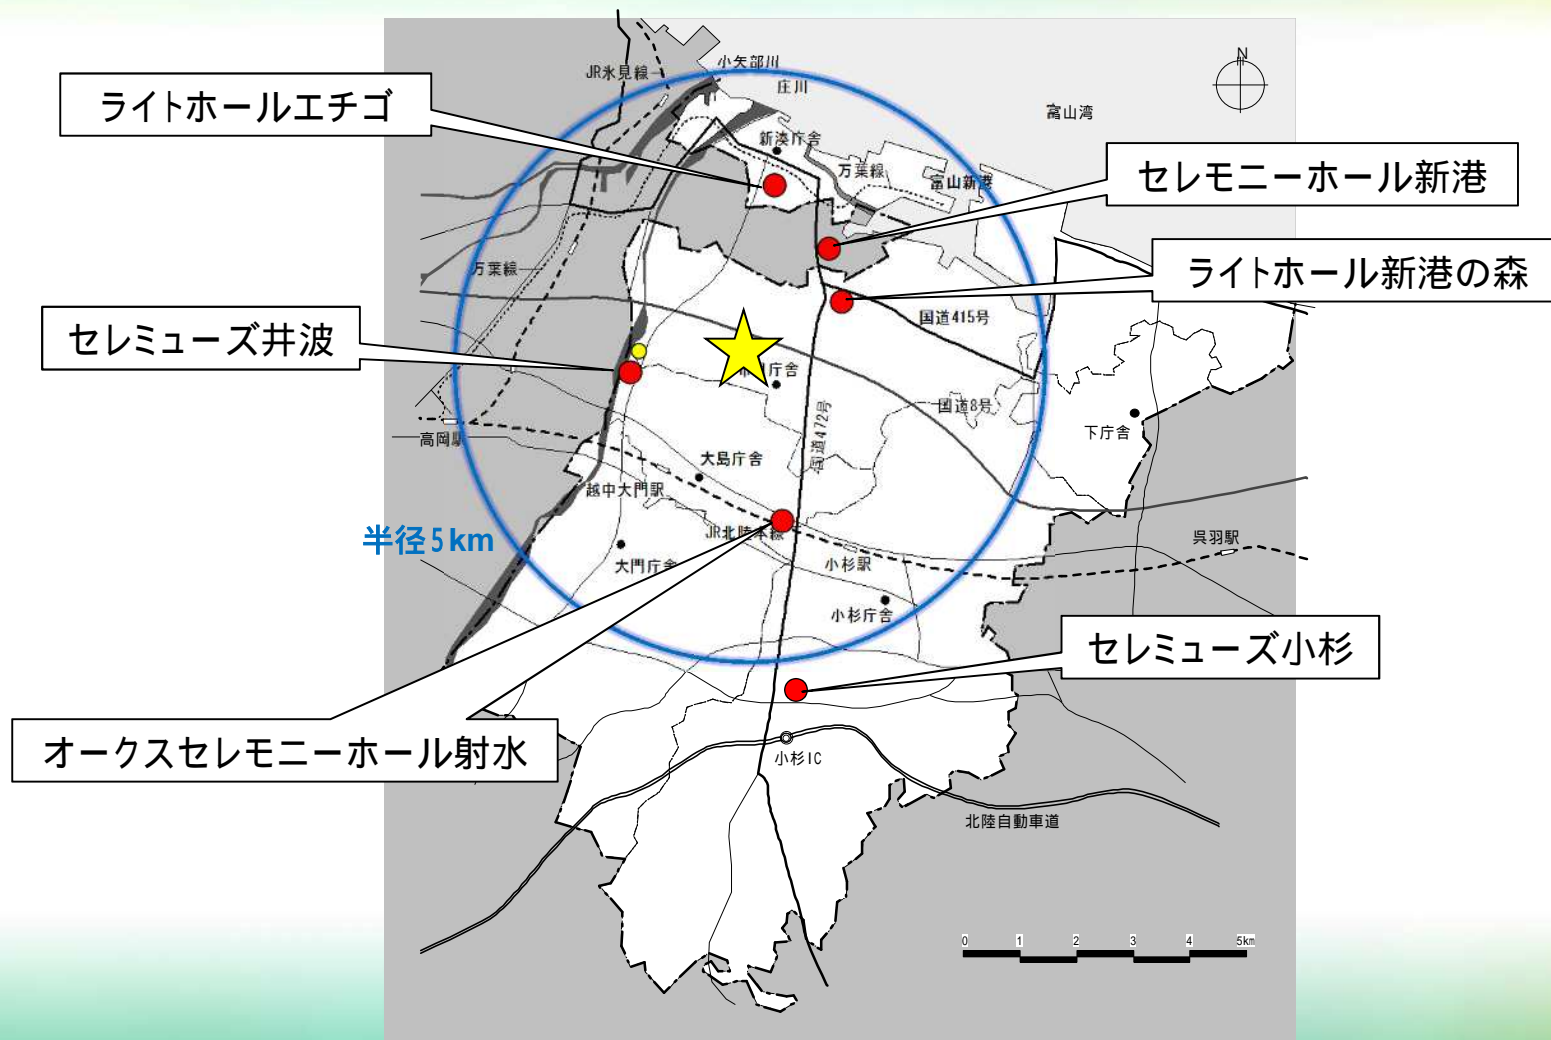 小矢部川
JR氷見線
庄川
N
富山湾
ライトホールエチゴ
新湊庁舎
万葉線
富山新港
セレモニーホール新港
万葉線
ライトホール新港の森
国道415号
セレミューズ井波
庁舎
国道8号
国道472号
下庁舎
高岡駅
大島庁舎
越中大門駅
半径5km
JR北陸本線
呉羽駅
大門庁舎
小杉駅
小杉庁舎
セレミューズ小杉
オークスセレモニーホール射水
小杉IC
北陸自動車道
0 1 2 3 4 5km